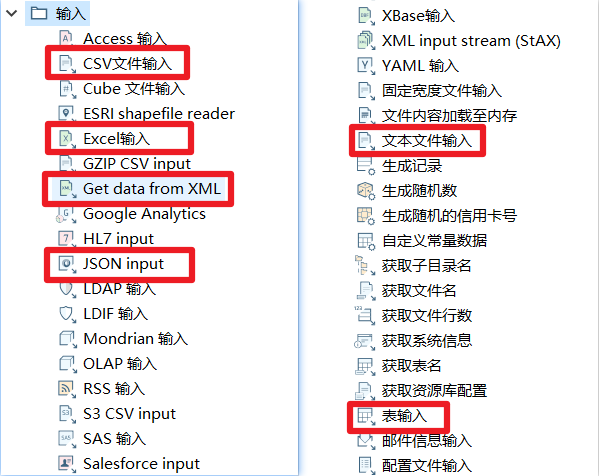 输入
Access 输入
CSV文件输入
Cube 文件输入
ESRI shapefile reader
Excel输入
GZIP CSV input
Get data from XML
Google Analytics
HL7 input
JSON input
LDAP 输入
LDIF 输入
Mondrian 输入
OLAP 输入
RSS 输入
S3 CSV input
SAS 输入
Salesforce input
XBase输入
XML input stream (StAX)
YAML 输入
固定宽度文件输入
文件内容加载至内存
文本文件输入
生成记录
生成随机数
生成随机的信用卡号
自定义常量数据
获取子目录名
获取文件名
获取文件行数
获取系统信息
获取表名
获取资源库配置
表输入
邮件信息输入
配置文件输入